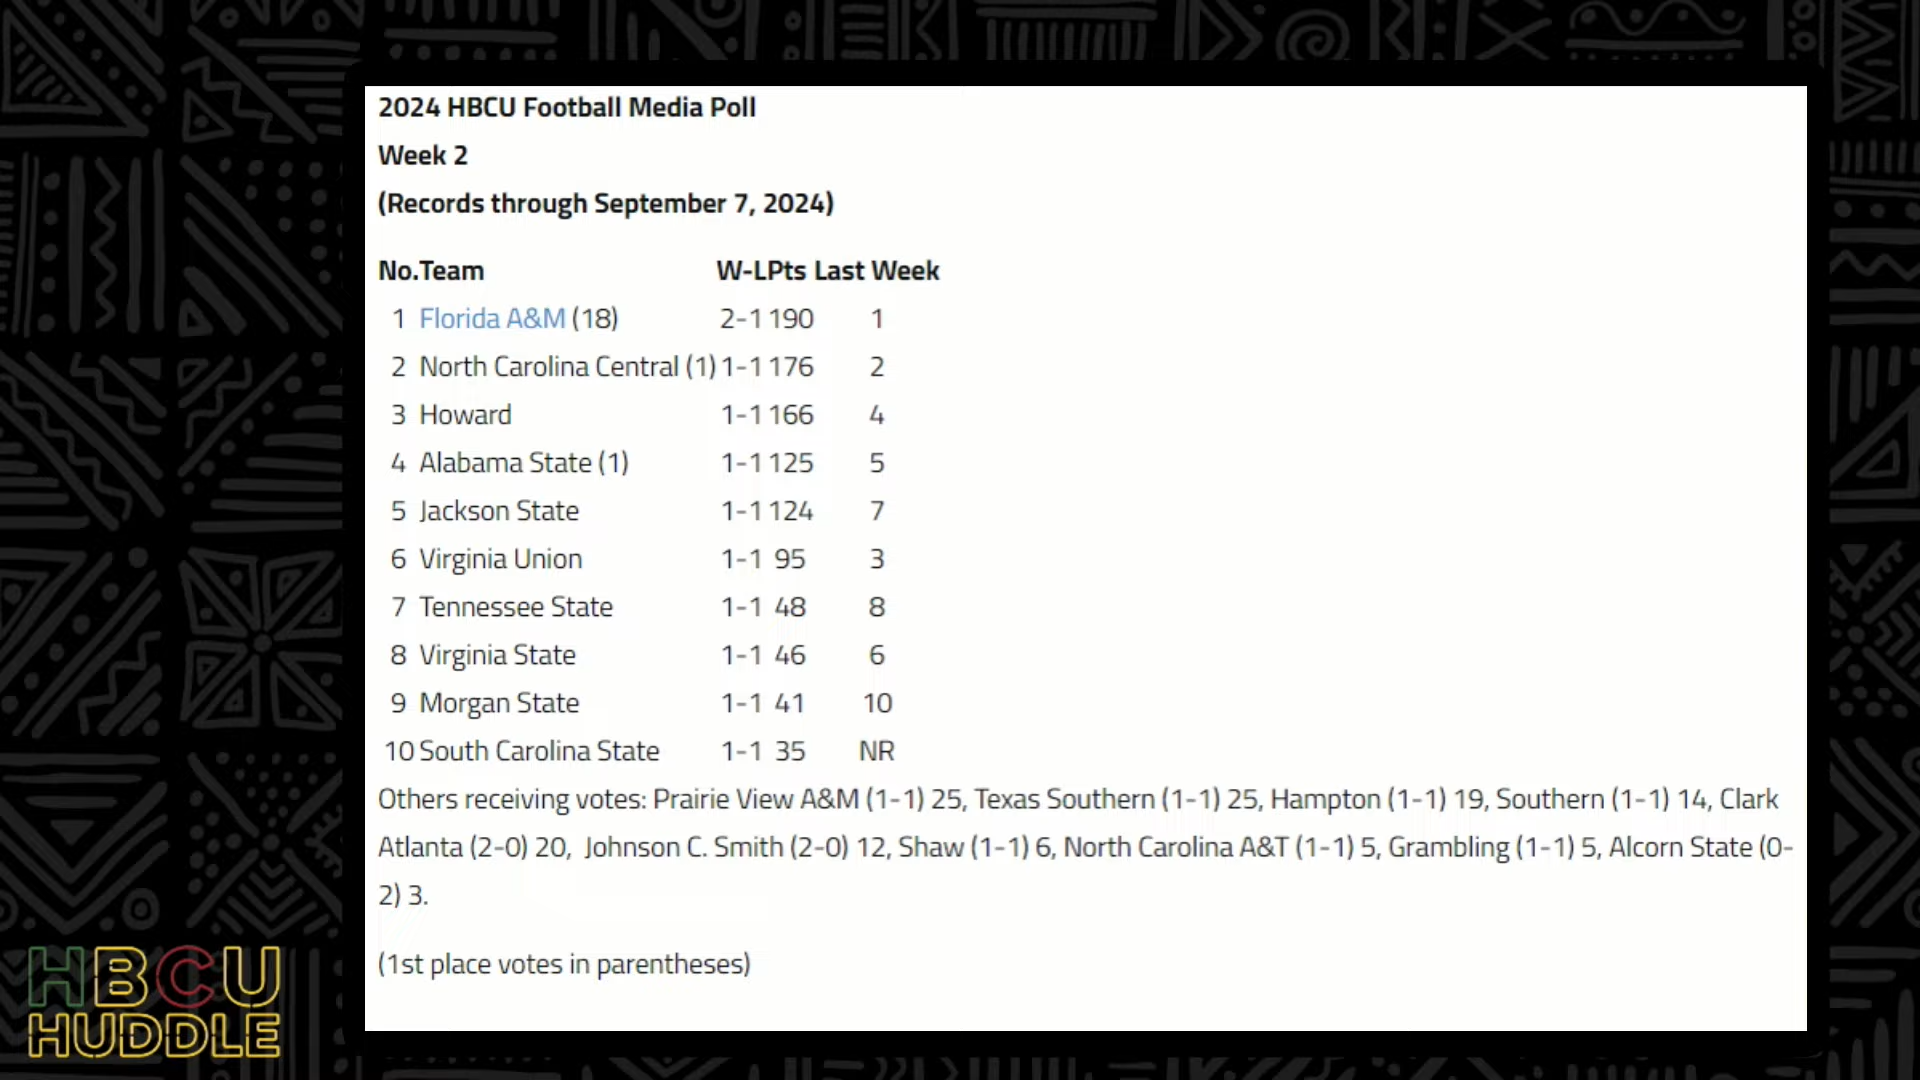 2024 HBCU Football Media Poll
Week 2
(Records through September 7, 2024)
No. Team W-L Pts Last Week
1 Florida A&M (18) 2-1 190 1
2 North Carolina Central (1) 1-1 176 2
3 Howard 1-1 166 4
4 Alabama State (1) 1-1 125 5
5 Jackson State 1-1 124 7
6 Virginia Union 1-1 95 3
7 Tennessee State 1-1 48 8
8 Virginia State 1-1 46 6
9 Morgan State 1-1 41 10
10 South Carolina State 1-1 35 NR
Others receiving votes: Prairie View A&M (1-1) 25, Texas Southern (1-1) 25, Hampton (1-1) 19, Southern (1-1) 14, Clark
Atlanta (2-0) 20, Johnson C. Smith (2-0) 12, Shaw (1-1) 6, North Carolina A&T (1-1) 5, Grambling (1-1) 5, Alcorn State (0-
2) 3.
(1st place votes in parentheses)
HBCU
HUDDLE